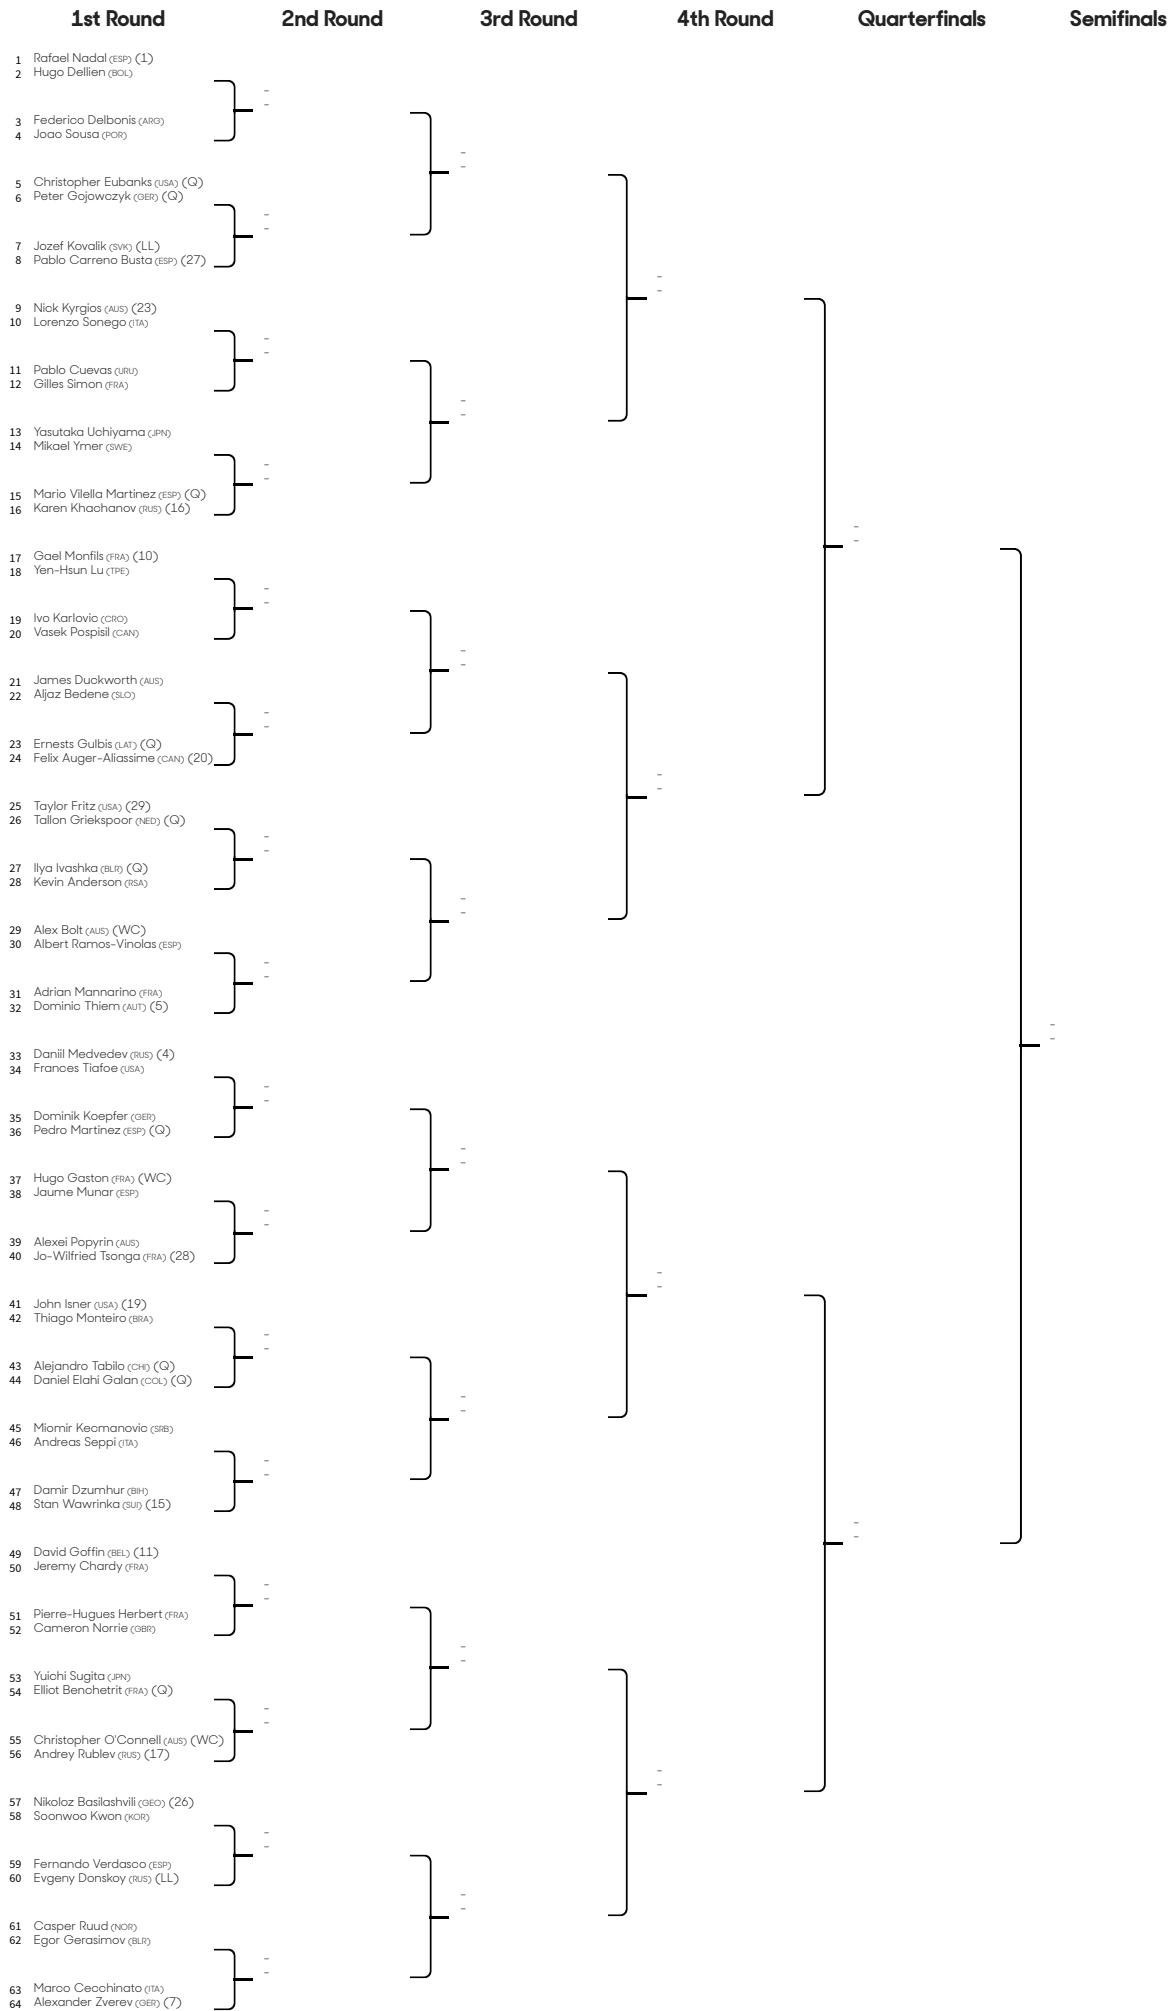 1st Round 2nd Round 3rd Round 4th Round Quarterfinals Semifinals
1 Rafael Nadal (ESP) (1)
2 Hugo Dellien (BOL)
3 Federico Delbonis (ARG)
4 Joao Sousa (POR)
5 Christopher Eubanks (USA) (Q)
6 Peter Gojowczyk (GER) (Q)
7 Jozef Kovalik (SVK) (LL)
8 Pablo Carreno Busta (ESP) (27)
9 Nick Kyrgios (AUS) (23)
10 Lorenzo Sonego (ITA)
11 Pablo Cuevas (URU)
12 Gilles Simon (FRA)
13 Yasutaka Uchiyama (JPN)
14 Mikael Ymer (SWE)
15 Mario Vilella Martinez (ESP) (Q)
16 Karen Khachanov (RUS) (16)
17 Gael Monfils (FRA) (10)
18 Yen-Hsun Lu (TPE)
19 Ivo Karlovic (CRO)
20 Vasek Pospisil (CAN)
21 James Duckworth (AUS)
22 Aljaz Bedene (SLO)
23 Ernests Gulbis (LAT) (Q)
24 Felix Auger-Aliassime (CAN) (20)
25 Taylor Fritz (USA) (29)
26 Tallon Griekspoor (NED) (Q)
27 Ilya Ivashka (BLR) (Q)
28 Kevin Anderson (RSA)
29 Alex Bolt (AUS) (WC)
30 Albert Ramos-Vinolas (ESP)
31 Adrian Mannarino (FRA)
32 Dominic Thiem (AUT) (5)
33 Daniil Medvedev (RUS) (4)
34 Frances Tiafoe (USA)
35 Dominik Koepfer (GER)
36 Pedro Martinez (ESP) (Q)
37 Hugo Gaston (FRA) (WC)
38 Jaume Munar (ESP)
39 Alexei Popyrin (AUS)
40 Jo-Wilfried Tsonga (FRA) (28)
41 John Isner (USA) (19)
42 Thiago Monteiro (BRA)
43 Alejandro Tabilo (CHI) (Q)
44 Daniel Elahi Galan (COL) (Q)
45 Miomir Kecmanovic (SRB)
46 Andreas Seppi (ITA)
47 Damir Dzumhur (BIH)
48 Stan Wawrinka (SUI) (15)
49 David Goffin (BEL) (11)
50 Jeremy Chardy (FRA)
51 Pierre-Hugues Herbert (FRA)
52 Cameron Norrie (GBR)
53 Yuichi Sugita (JPN)
54 Elliot Benchetrit (FRA) (Q)
55 Christopher O'Connell (AUS) (WC)
56 Andrey Rublev (RUS) (17)
57 Nikoloz Basilashvili (GEO) (26)
58 Soonwoo Kwon (KOR)
59 Fernando Verdasco (ESP)
60 Evgeny Donskoy (RUS) (LL)
61 Casper Ruud (NOR)
62 Egor Gerasimov (BLR)
63 Marco Cecchinato (ITA)
64 Alexander Zverev (GER) (7)